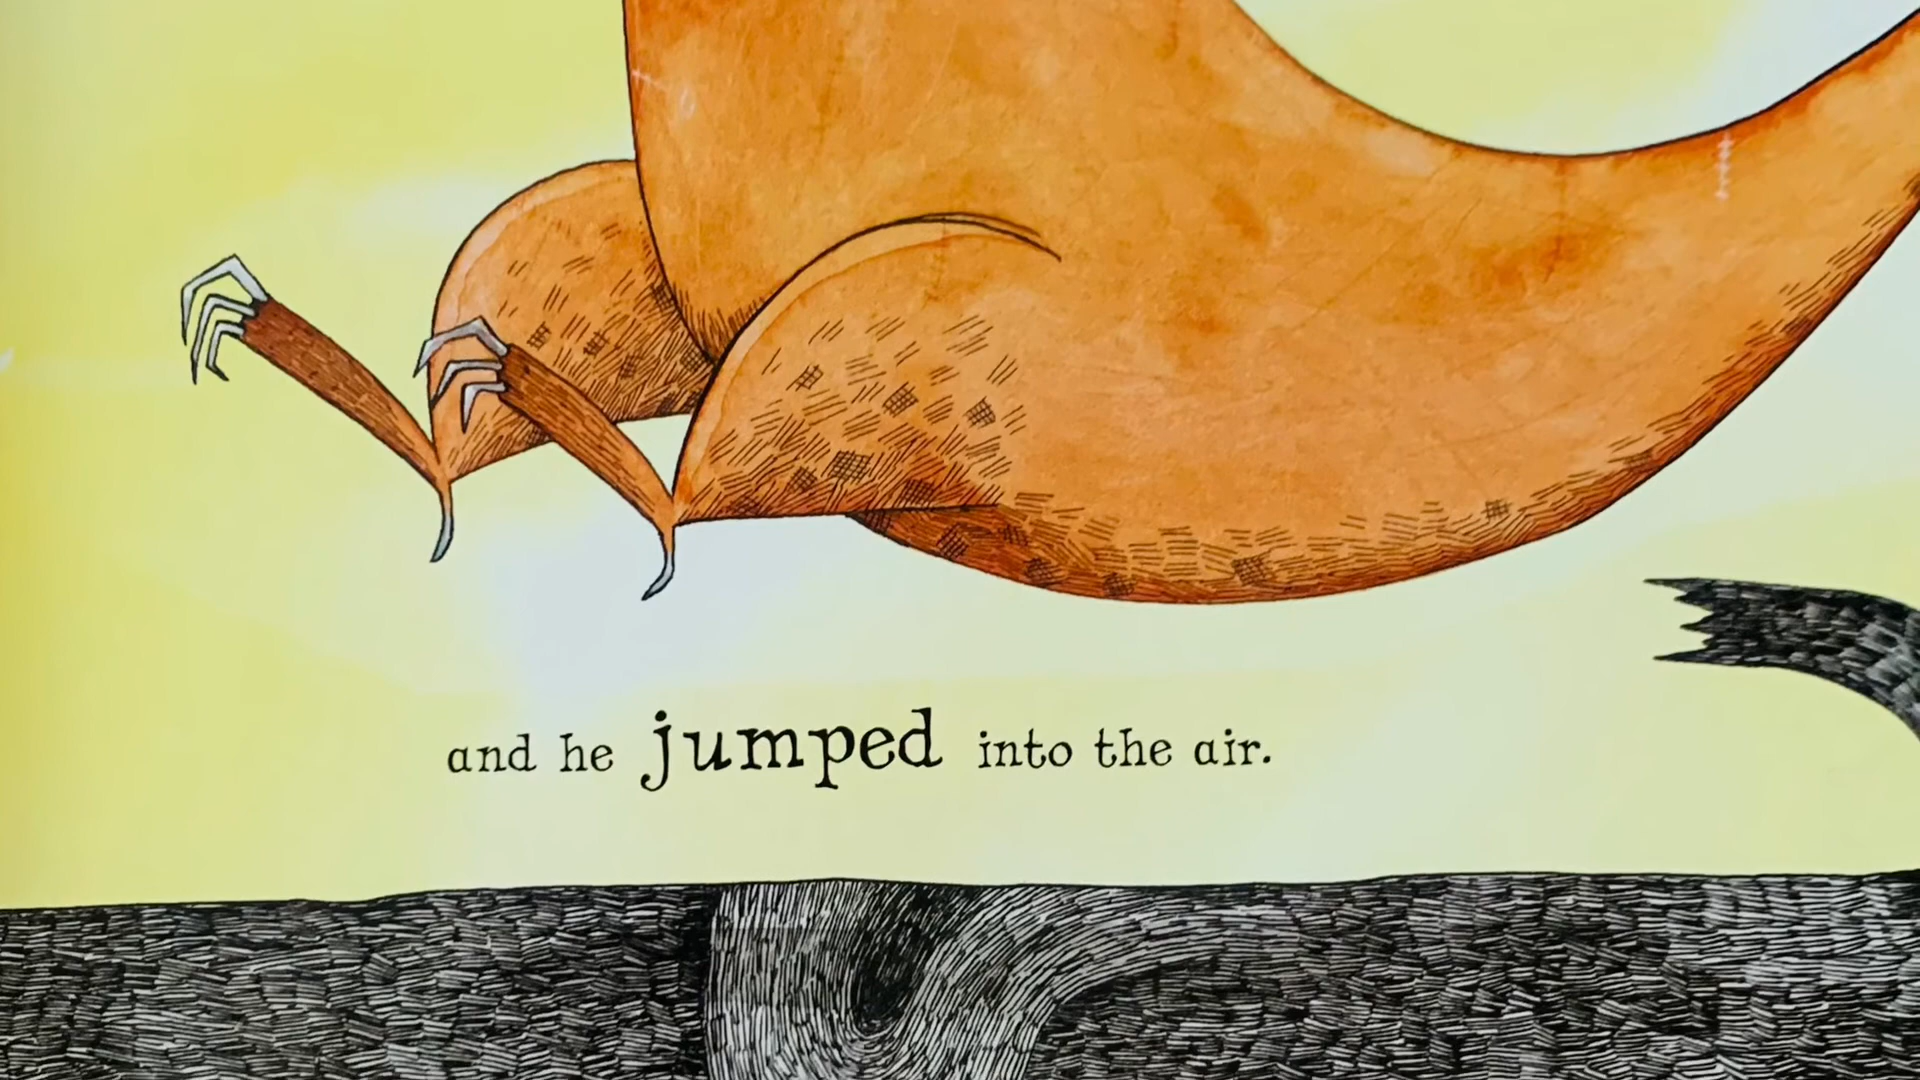 and he jumped into the air.